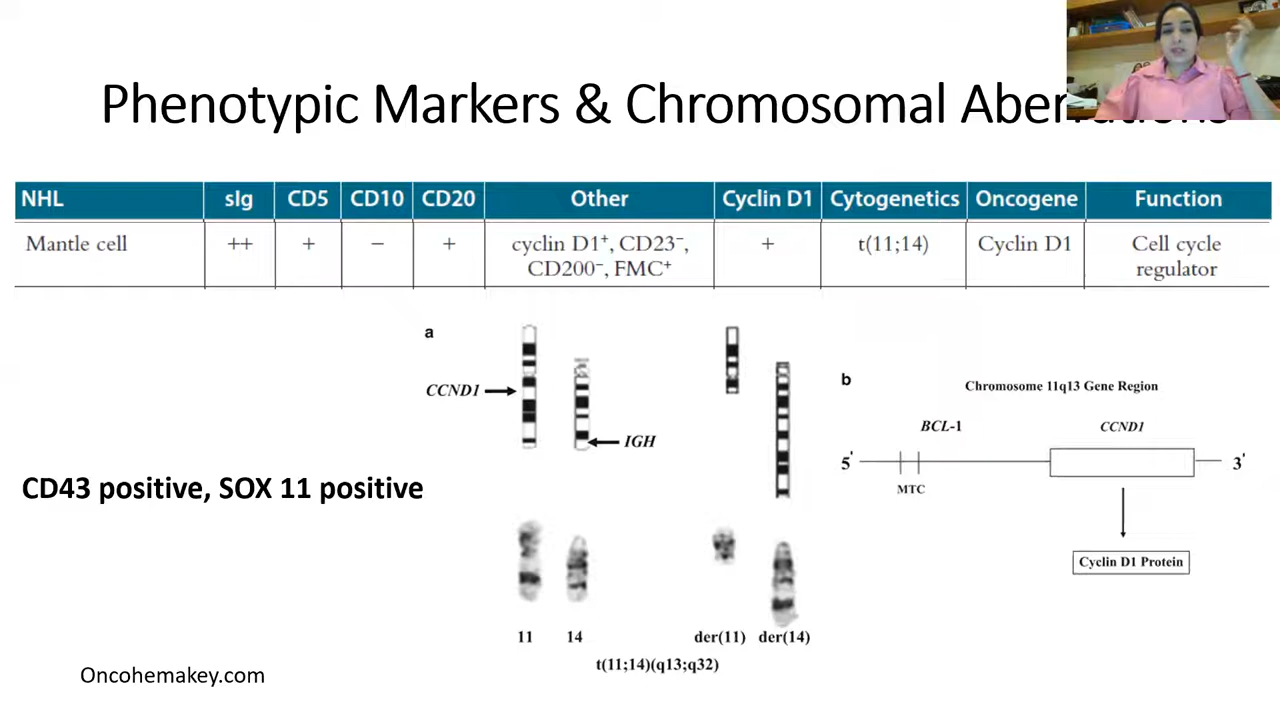 Phenotypic Markers & Chromosomal
NHL sIg CD5 CD10 CD20 Other Cyclin D1 Cytogenetics Oncogene Function
Mantle cell ++ + − + cyclin D1⁺, CD23⁻, + t(11;14) Cyclin D1 Cell cycle
CD200⁻, FMC⁺ regulator
a
CCND1
IGH
b
Chromosome 11q13 Gene Region
BCL-1 CCND1
5' 3'
MTC
Cyclin D1 Protein
CD43 positive, SOX 11 positive
11 14 der(11) der(14)
t(11;14)(q13;q32)
Oncohemakey.com